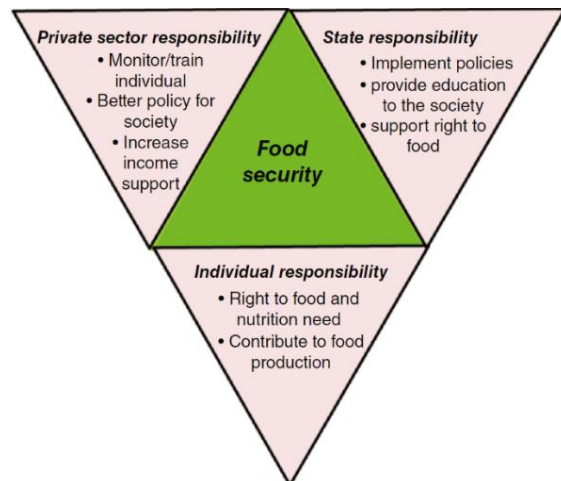 Private sector responsibility
• Monitor/train
individual
• Better policy for
society
• Increase
income
support
State responsibility
• Implement policies
• provide education
to the society
• support right to
food
Food
security
Individual responsibility
• Right to food and
nutrition need
• Contribute to food
production